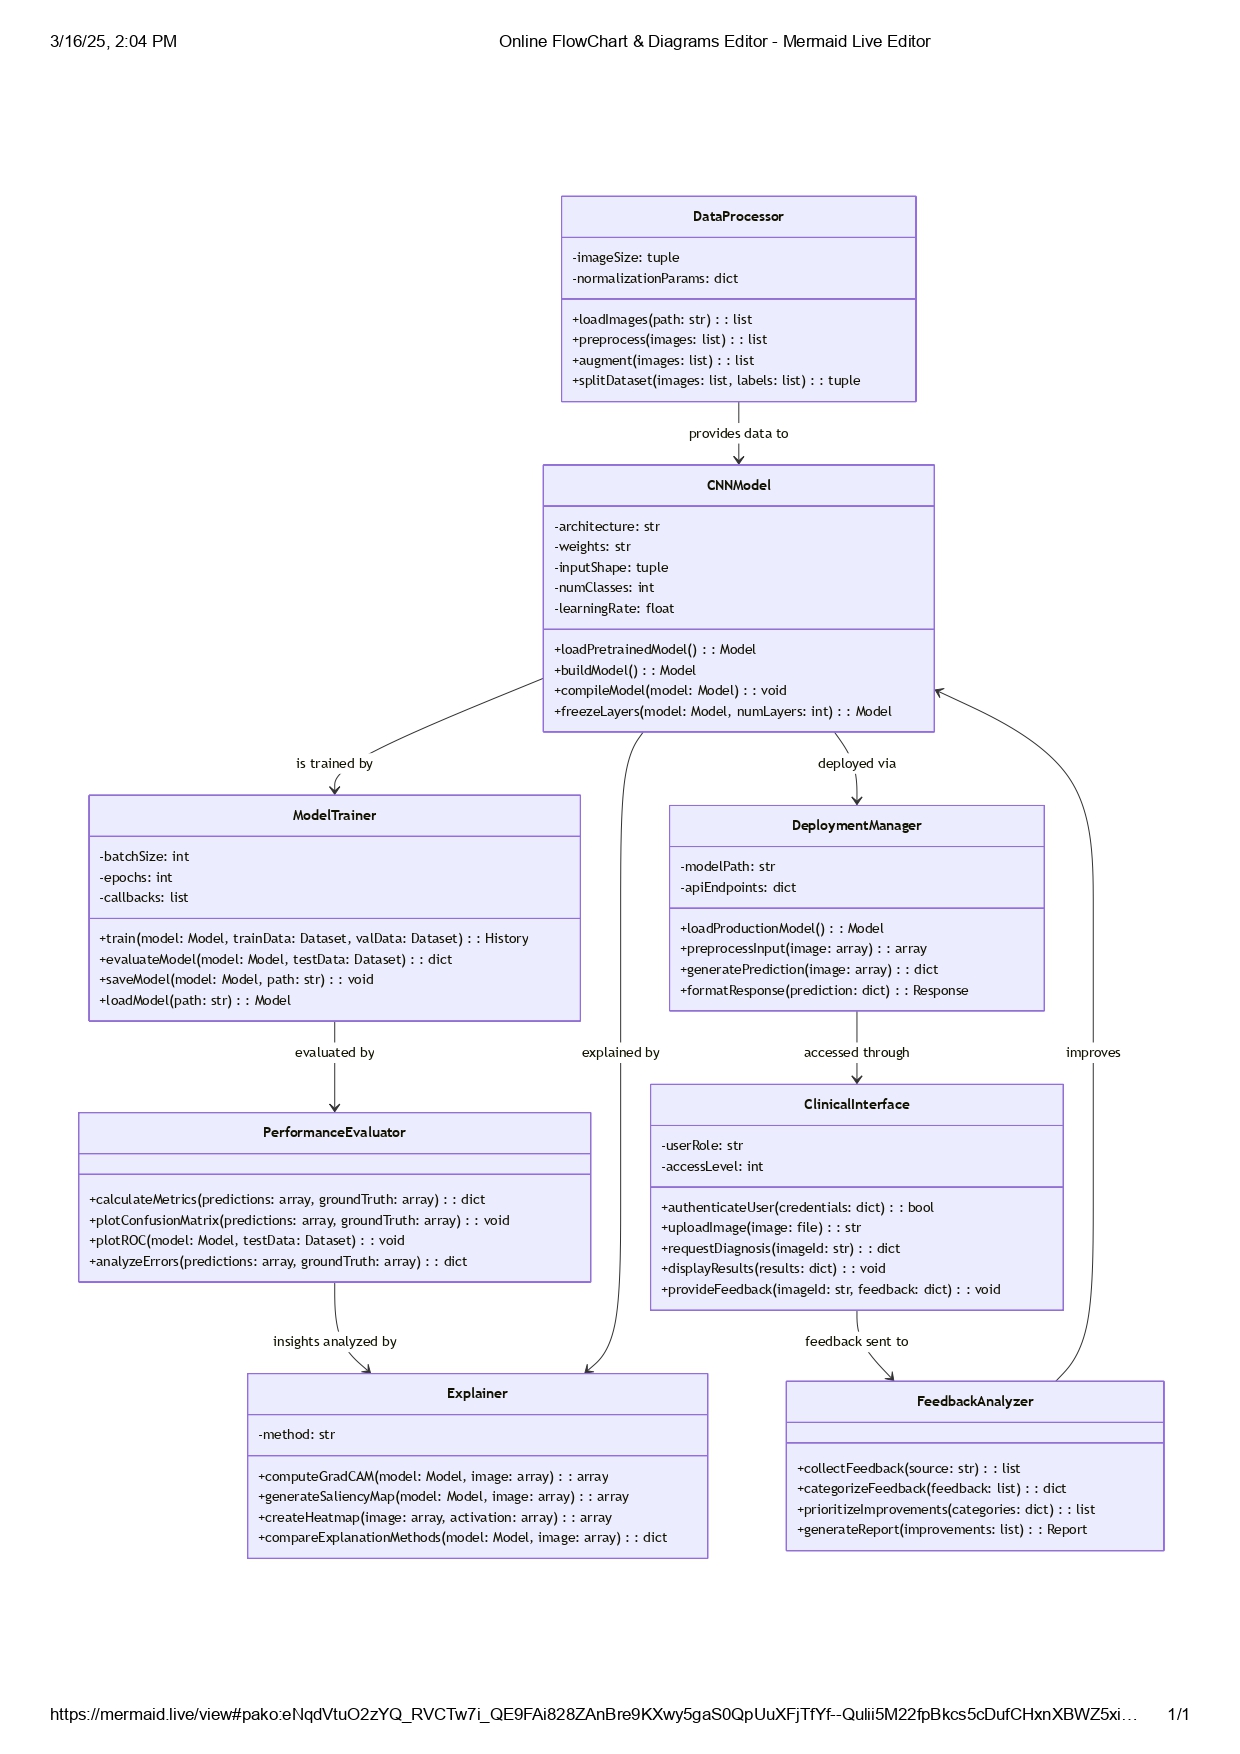 3/16/25, 2:04 PM
Online FlowChart & Diagrams Editor - Mermaid Live Editor
DataProcessor
-imageSize: tuple
-normalizationParams: dict
+loadImages(path: str) : : list
+preprocess(images: list) : : list
+augment(images: list) : : list
+splitDataset(images: list, labels: list) : : tuple
provides data to
CNNModel
-architecture: str
-weights: str
-inputShape: tuple
-numClasses: int
-learningRate: float
+loadPretrainedModel() : : Model
+buildModel() : : Model
+compileModel(model: Model) : : void
+freezeLayers(model: Model, numLayers: int) : : Model
is trained by
deployed via
ModelTrainer
-batchSize: int
-epochs: int
-callbacks: list
+train(model: Model, trainData: Dataset, valData: Dataset) : : History
+evaluateModel(model: Model, testData: Dataset) : : dict
+saveModel(model: Model, path: str) : : void
+loadModel(path: str) : : Model
DeploymentManager
-modelPath: str
-apiEndpoints: dict
+loadProductionModel() : : Model
+preprocessInput(image: array) : : array
+generatePrediction(image: array) : : dict
+formatResponse(prediction: dict) : : Response
evaluated by
explained by
accessed through
improves
PerformanceEvaluator
+calculateMetrics(predictions: array, groundTruth: array) : : dict
+plotConfusionMatrix(predictions: array, groundTruth: array) : : void
+plotROC(model: Model, testData: Dataset) : : void
+analyzeErrors(predictions: array, groundTruth: array) : : dict
ClinicalInterface
-userRole: str
-accessLevel: int
+authenticateUser(credentials: dict) : : bool
+uploadImage(image: file) : : str
+requestDiagnosis(imageId: str) : : dict
+displayResults(results: dict) : : void
+provideFeedback(imageId: str, feedback: dict) : : void
insights analyzed by
feedback sent to
Explainer
-method: str
+computeGradCAM(model: Model, image: array) : : array
+generateSaliencyMap(model: Model, image: array) : : array
+createHeatmap(image: array, activation: array) : : array
+compareExplanationMethods(model: Model, image: array) : : dict
FeedbackAnalyzer
+collectFeedback(source: str) : : list
+categorizeFeedback(feedback: list) : : dict
+prioritizeImprovements(categories: dict) : : list
+generateReport(improvements: list) : : Report
https://mermaid.live/view#pako:eNqdVtuO2zYQ_RVCTw7i_QE9FAi828ZAnBre9KXwy5gaS0QpUuXFjTfYf--Qulii5M22fpBkcs5cDufCHxnXBWZ5xi…
1/1